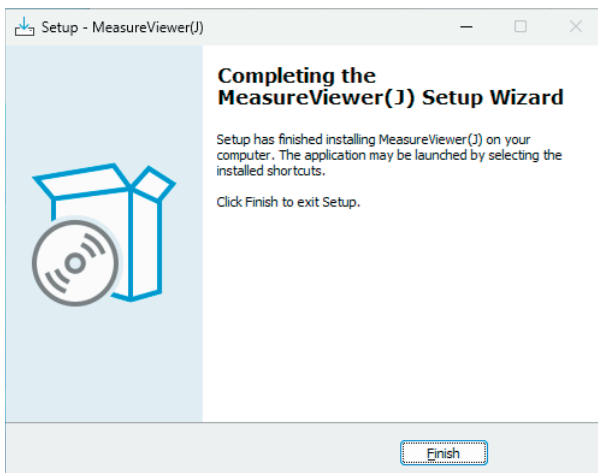 Setup - MeasureViewer(J)
Completing the
MeasureViewer(J) Setup Wizard
Setup has finished installing MeasureViewer(J) on your
computer. The application may be launched by selecting the
installed shortcuts.
Click Finish to exit Setup.
Finish